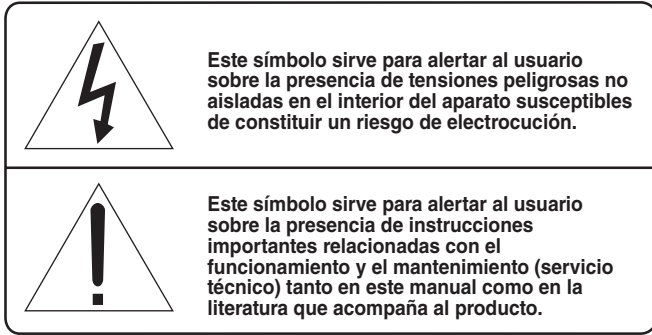 Este símbolo sirve para alertar al usuario
sobre la presencia de tensiones peligrosas no
aisladas en el interior del aparato susceptibles
de constituir un riesgo de electrocución.
Este símbolo sirve para alertar al usuario
sobre la presencia de instrucciones
importantes relacionadas con el
funcionamiento y el mantenimiento (servicio
técnico) tanto en este manual como en la
literatura que acompaña al producto.